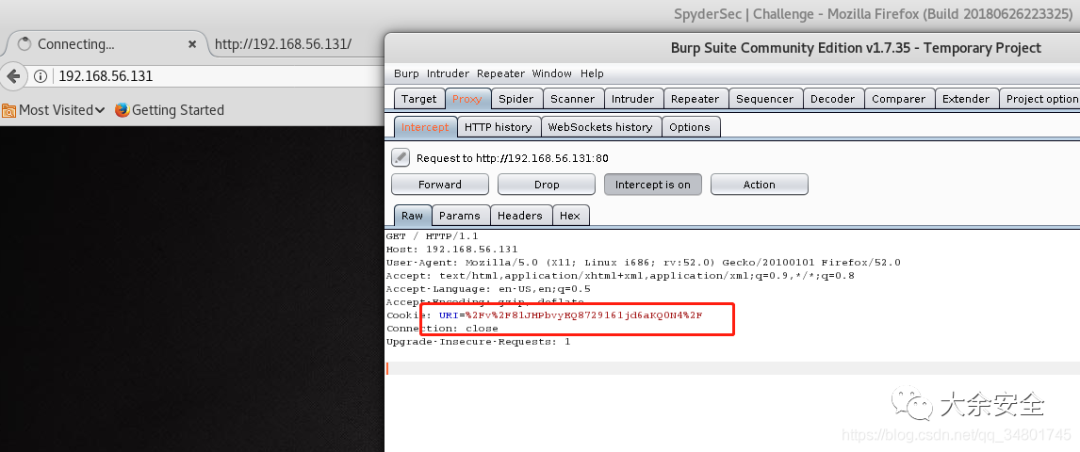 SpyderSec | Challenge - Mozilla Firefox (Build 20180626223325)
Connecting... × http://192.168.56.131/
192.168.56.131
Most Visited Getting Started
Burp Suite Community Edition v1.7.35 - Temporary Project
Burp Intruder Repeater Window Help
Target Proxy Spider Scanner Intruder Repeater Sequencer Decoder Comparer Extender Project option
Intercept HTTP history WebSockets history Options
Request to http://192.168.56.131:80
Forward Drop Intercept is on Action
Raw Params Headers Hex
GET / HTTP/1.1
Host: 192.168.56.131
User-Agent: Mozilla/5.0 (X11; Linux i686; rv:52.0) Gecko/20100101 Firefox/52.0
Accept: text/html,application/xhtml+xml,application/xml;q=0.9,*/*;q=0.8
Accept-Language: en-US,en;q=0.5
Accept-Encoding: gzip, deflate
Cookie: URI=%2Fv%2F81JHPbvyEQ8729161jd6aKQ0N4%2F
Connection: close
Upgrade-Insecure-Requests: 1
大余安全
https://blog.csdn.net/qq_34801745